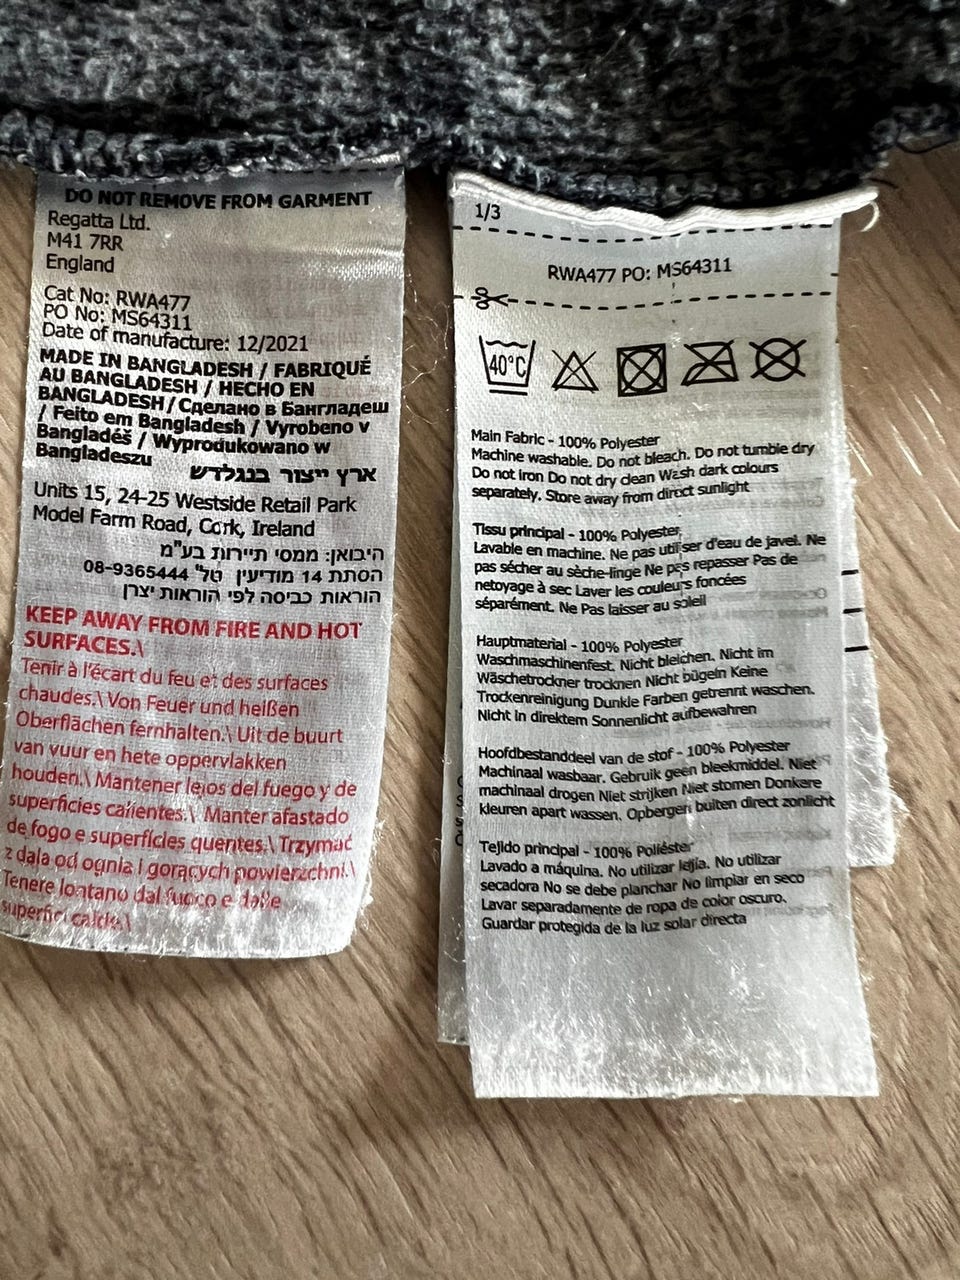 DO NOT REMOVE FROM GARMENT
Regatta Ltd.
M41 7RR
England
Cat No: RWA477
PO No: MS64311
Date of manufacture: 12/2021
MADE IN BANGLADESH / FABRIQUÉ
AU BANGLADESH / HECHO EN
BANGLADESH / Сделано в Бангладеш
/ Feito em Bangladesh / Vyrobeno v
Bangladéš / Wyprodukowano w
Bangladeszu
ארץ ייצור בנגלדש
Units 15, 24-25 Westside Retail Park
Model Farm Road, Cork, Ireland
היבואן: ממסי תיירות בע"מ
הסתת 14 מודיעין טל' 08-9365444
הוראות כביסה לפי הוראות יצרן
KEEP AWAY FROM FIRE AND HOT
SURFACES.\
Tenir à l'écart du feu et des surfaces
chaudes.\ Von Feuer und heißen
Oberflächen fernhalten.\ Uit de buurt
van vuur en hete oppervlakken
houden.\ Mantener lejos del fuego y de
superficies calientes.\ Manter afastado
de fogo e superfícies quentes.\ Trzymać
z dala od ognia i gorących powierzchni.\
Tenere lontano dal fuoco e dalle
superfici calde.\
1/3
RWA477 PO: MS64311
40°C
Main Fabric - 100% Polyester
Machine washable. Do not bleach. Do not tumble dry
Do not iron Do not dry clean Wash dark colours
separately. Store away from direct sunlight
Tissu principal - 100% Polyester
Lavable en machine. Ne pas utiliser d'eau de javel. Ne
pas sécher au sèche-linge Ne pas repasser Pas de
netoyage à sec Laver les couleurs foncées
séparément. Ne Pas laisser au soleil
Hauptmaterial - 100% Polyester
Waschmaschinenfest. Nicht bleichen. Nicht im
Wäschetrockner trocknen Nicht bügeln Keine
Trockenreinigung Dunkle Farben getrennt waschen.
Nicht in direktem Sonnenlicht aufbewahren
Hoofdbestanddeel van de stof - 100% Polyester
Machinaal wasbaar. Gebruik geen bleekmiddel. Niet
machinaal drogen Niet strijken Niet stomen Donkere
kleuren apart wassen. Opbergen buiten direct zonlicht
Tejido principal - 100% Poliéster
Lavado a máquina. No utilizar lejía. No utilizar
secadora No se debe planchar No limpiar en seco
Lavar separadamente de ropa de color oscuro.
Guardar protegida de la luz solar directa